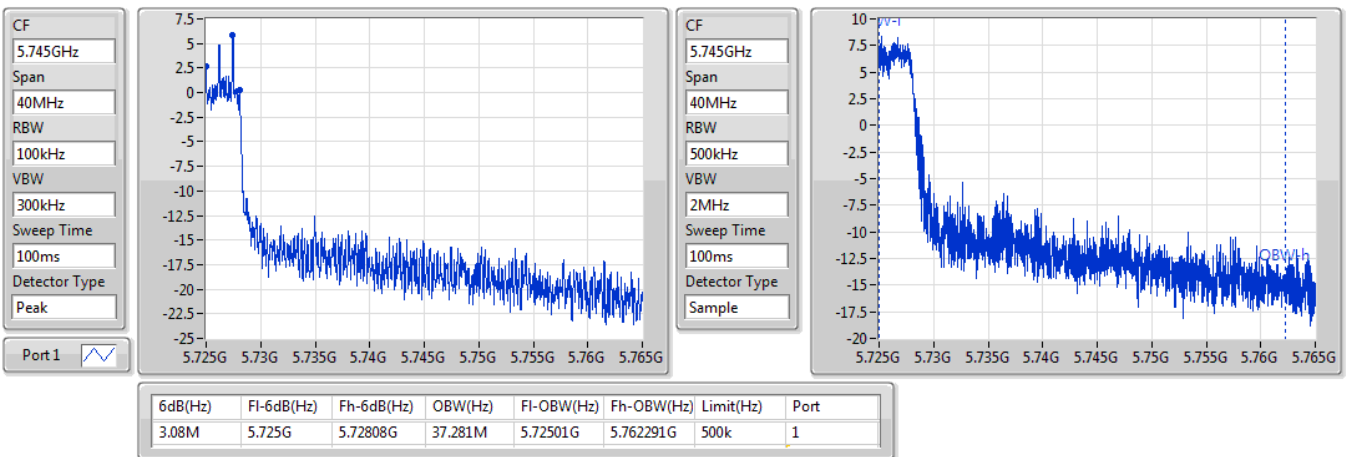 CF
5.745GHz
Span
40MHz
RBW
100kHz
VBW
300kHz
Sweep Time
100ms
Detector Type
Peak
Port 1
7.5
5
2.5
0
-2.5
-5
-7.5
-10
-12.5
-15
-17.5
-20
-22.5
-25
5.725G 5.73G 5.735G 5.74G 5.745G 5.75G 5.755G 5.76G 5.765G
CF
5.745GHz
Span
40MHz
RBW
500kHz
VBW
2MHz
Sweep Time
100ms
Detector Type
Sample
10
7.5
5
2.5
0
-2.5
-5
-7.5
-10
-12.5
-15
-17.5
-20
OBW-h
5.725G 5.73G 5.735G 5.74G 5.745G 5.75G 5.755G 5.76G 5.765G
6dB(Hz) Fl-6dB(Hz) Fh-6dB(Hz) OBW(Hz) Fl-OBW(Hz) Fh-OBW(Hz) Limit(Hz) Port
3.08M 5.725G 5.72808G 37.281M 5.72501G 5.762291G 500k 1